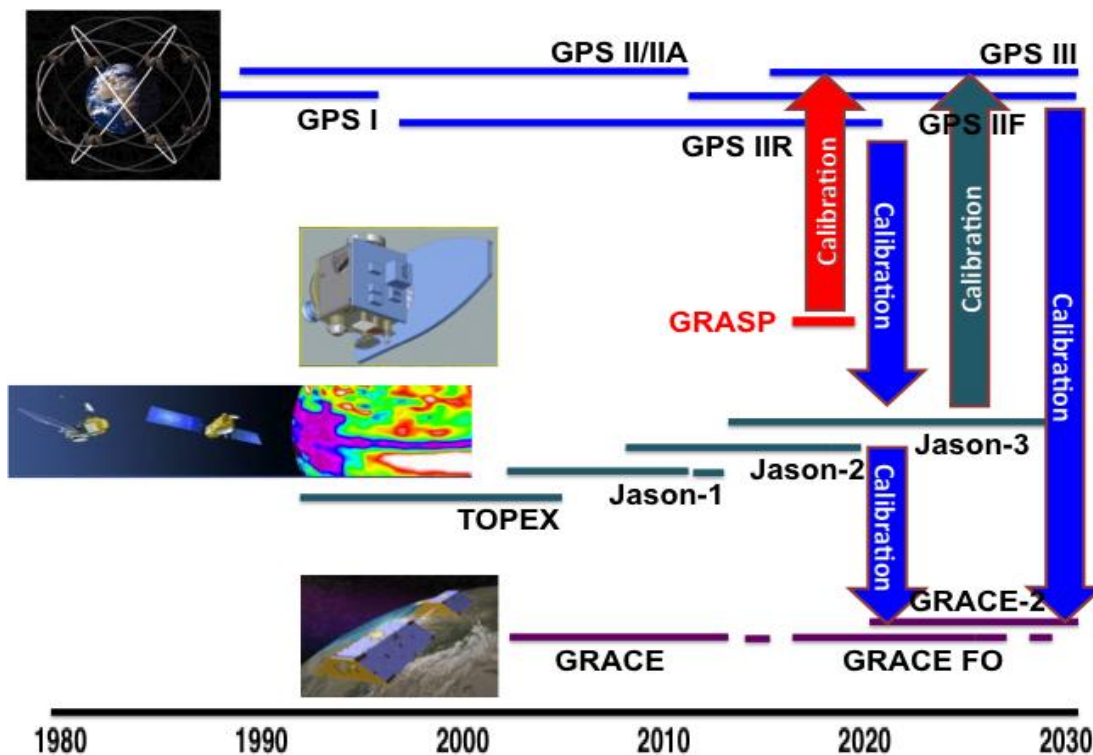 GPS II/IIA
GPS III
GPS I
GPS IIR
GPS IIF
Calibration
Calibration
Calibration
Calibration
GRASP
Jason-3
Jason-2
Jason-1
TOPEX
Calibration
GRACE-2
GRACE
GRACE FO
1980 1990 2000 2010 2020 2030